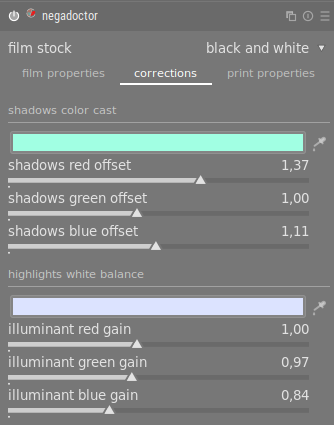 negadoctor
film stock black and white
film properties corrections print properties
shadows color cast
shadows red offset 1,37
shadows green offset 1,00
shadows blue offset 1,11
highlights white balance
illuminant red gain 1,00
illuminant green gain 0,97
illuminant blue gain 0,84